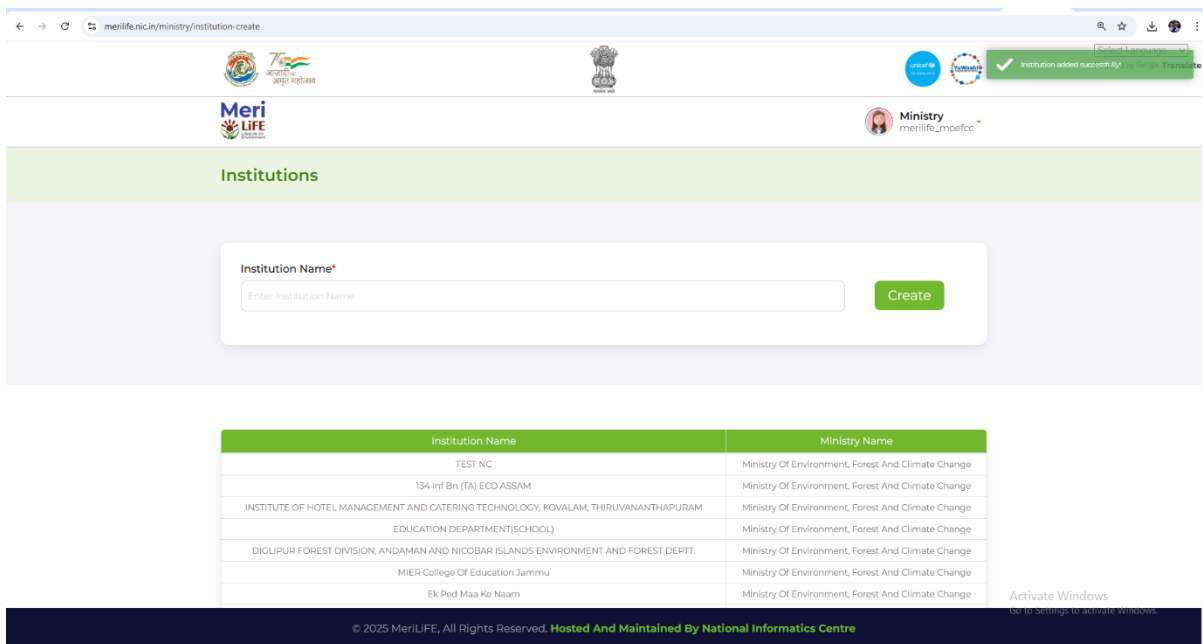 merilife.nic.in/ministry/institution-create
आज़ादी का
अमृत महोत्सव
unicef
YuWaah!
Select Language
Institution added successfully!
Translate
Meri
LiFE
Lifestyle for
Environment
Ministry
merilife_moefcc
Institutions
Institution Name*
Enter Institution Name
Create
Institution Name Ministry Name
TEST NC Ministry Of Environment, Forest And Climate Change
134 Inf Bn (TA) ECO ASSAM Ministry Of Environment, Forest And Climate Change
INSTITUTE OF HOTEL MANAGEMENT AND CATERING TECHNOLOGY, KOVALAM, THIRUVANANTHAPURAM Ministry Of Environment, Forest And Climate Change
EDUCATION DEPARTMENT(SCHOOL) Ministry Of Environment, Forest And Climate Change
DIGLIPUR FOREST DIVISION, ANDAMAN AND NICOBAR ISLANDS ENVIRONMENT AND FOREST DEPTT. Ministry Of Environment, Forest And Climate Change
MIER College Of Education Jammu Ministry Of Environment, Forest And Climate Change
Ek Ped Maa Ke Naam Ministry Of Environment, Forest And Climate Change
Activate Windows
Go to Settings to activate Windows.
© 2025 MeriLiFE, All Rights Reserved. Hosted And Maintained By National Informatics Centre